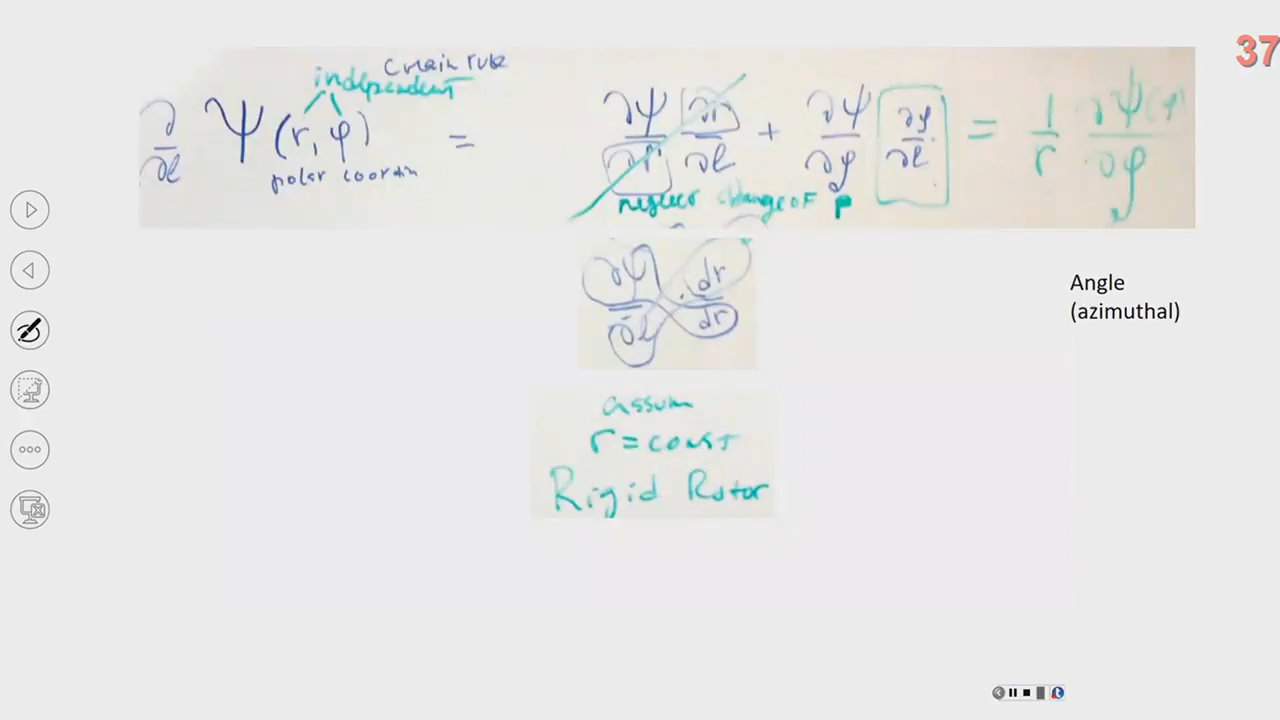 37
chain rule
independent
∂/∂ℓ Ψ(r, φ) = ∂ψ/∂r ∂r/∂ℓ + ∂ψ/∂φ ∂φ/∂ℓ = 1/r ∂Ψ(φ)/∂φ
polar coordin
neglect change of r
∂ψ/∂ℓ · dr/dr
Angle
(azimuthal)
assum
r = const
Rigid Rotor